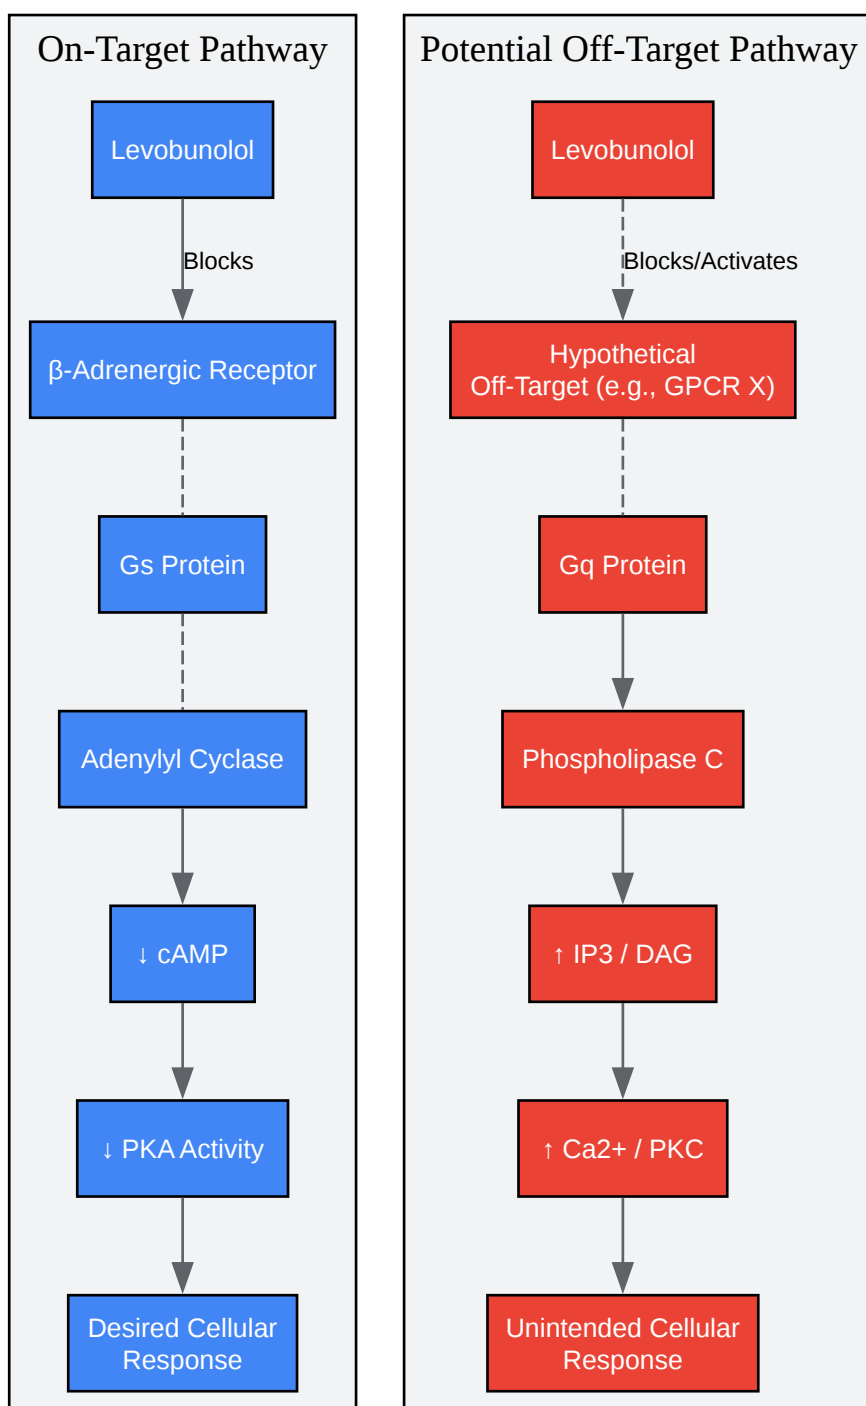 On-Target Pathway
Levobunolol
Blocks
β-Adrenergic Receptor
Gs Protein
Adenylyl Cyclase
↓ cAMP
↓ PKA Activity
Desired Cellular
Response
Potential Off-Target Pathway
Levobunolol
Blocks/Activates
Hypothetical
Off-Target (e.g., GPCR X)
Gq Protein
Phospholipase C
↑ IP3 / DAG
↑ Ca2+ / PKC
Unintended Cellular
Response